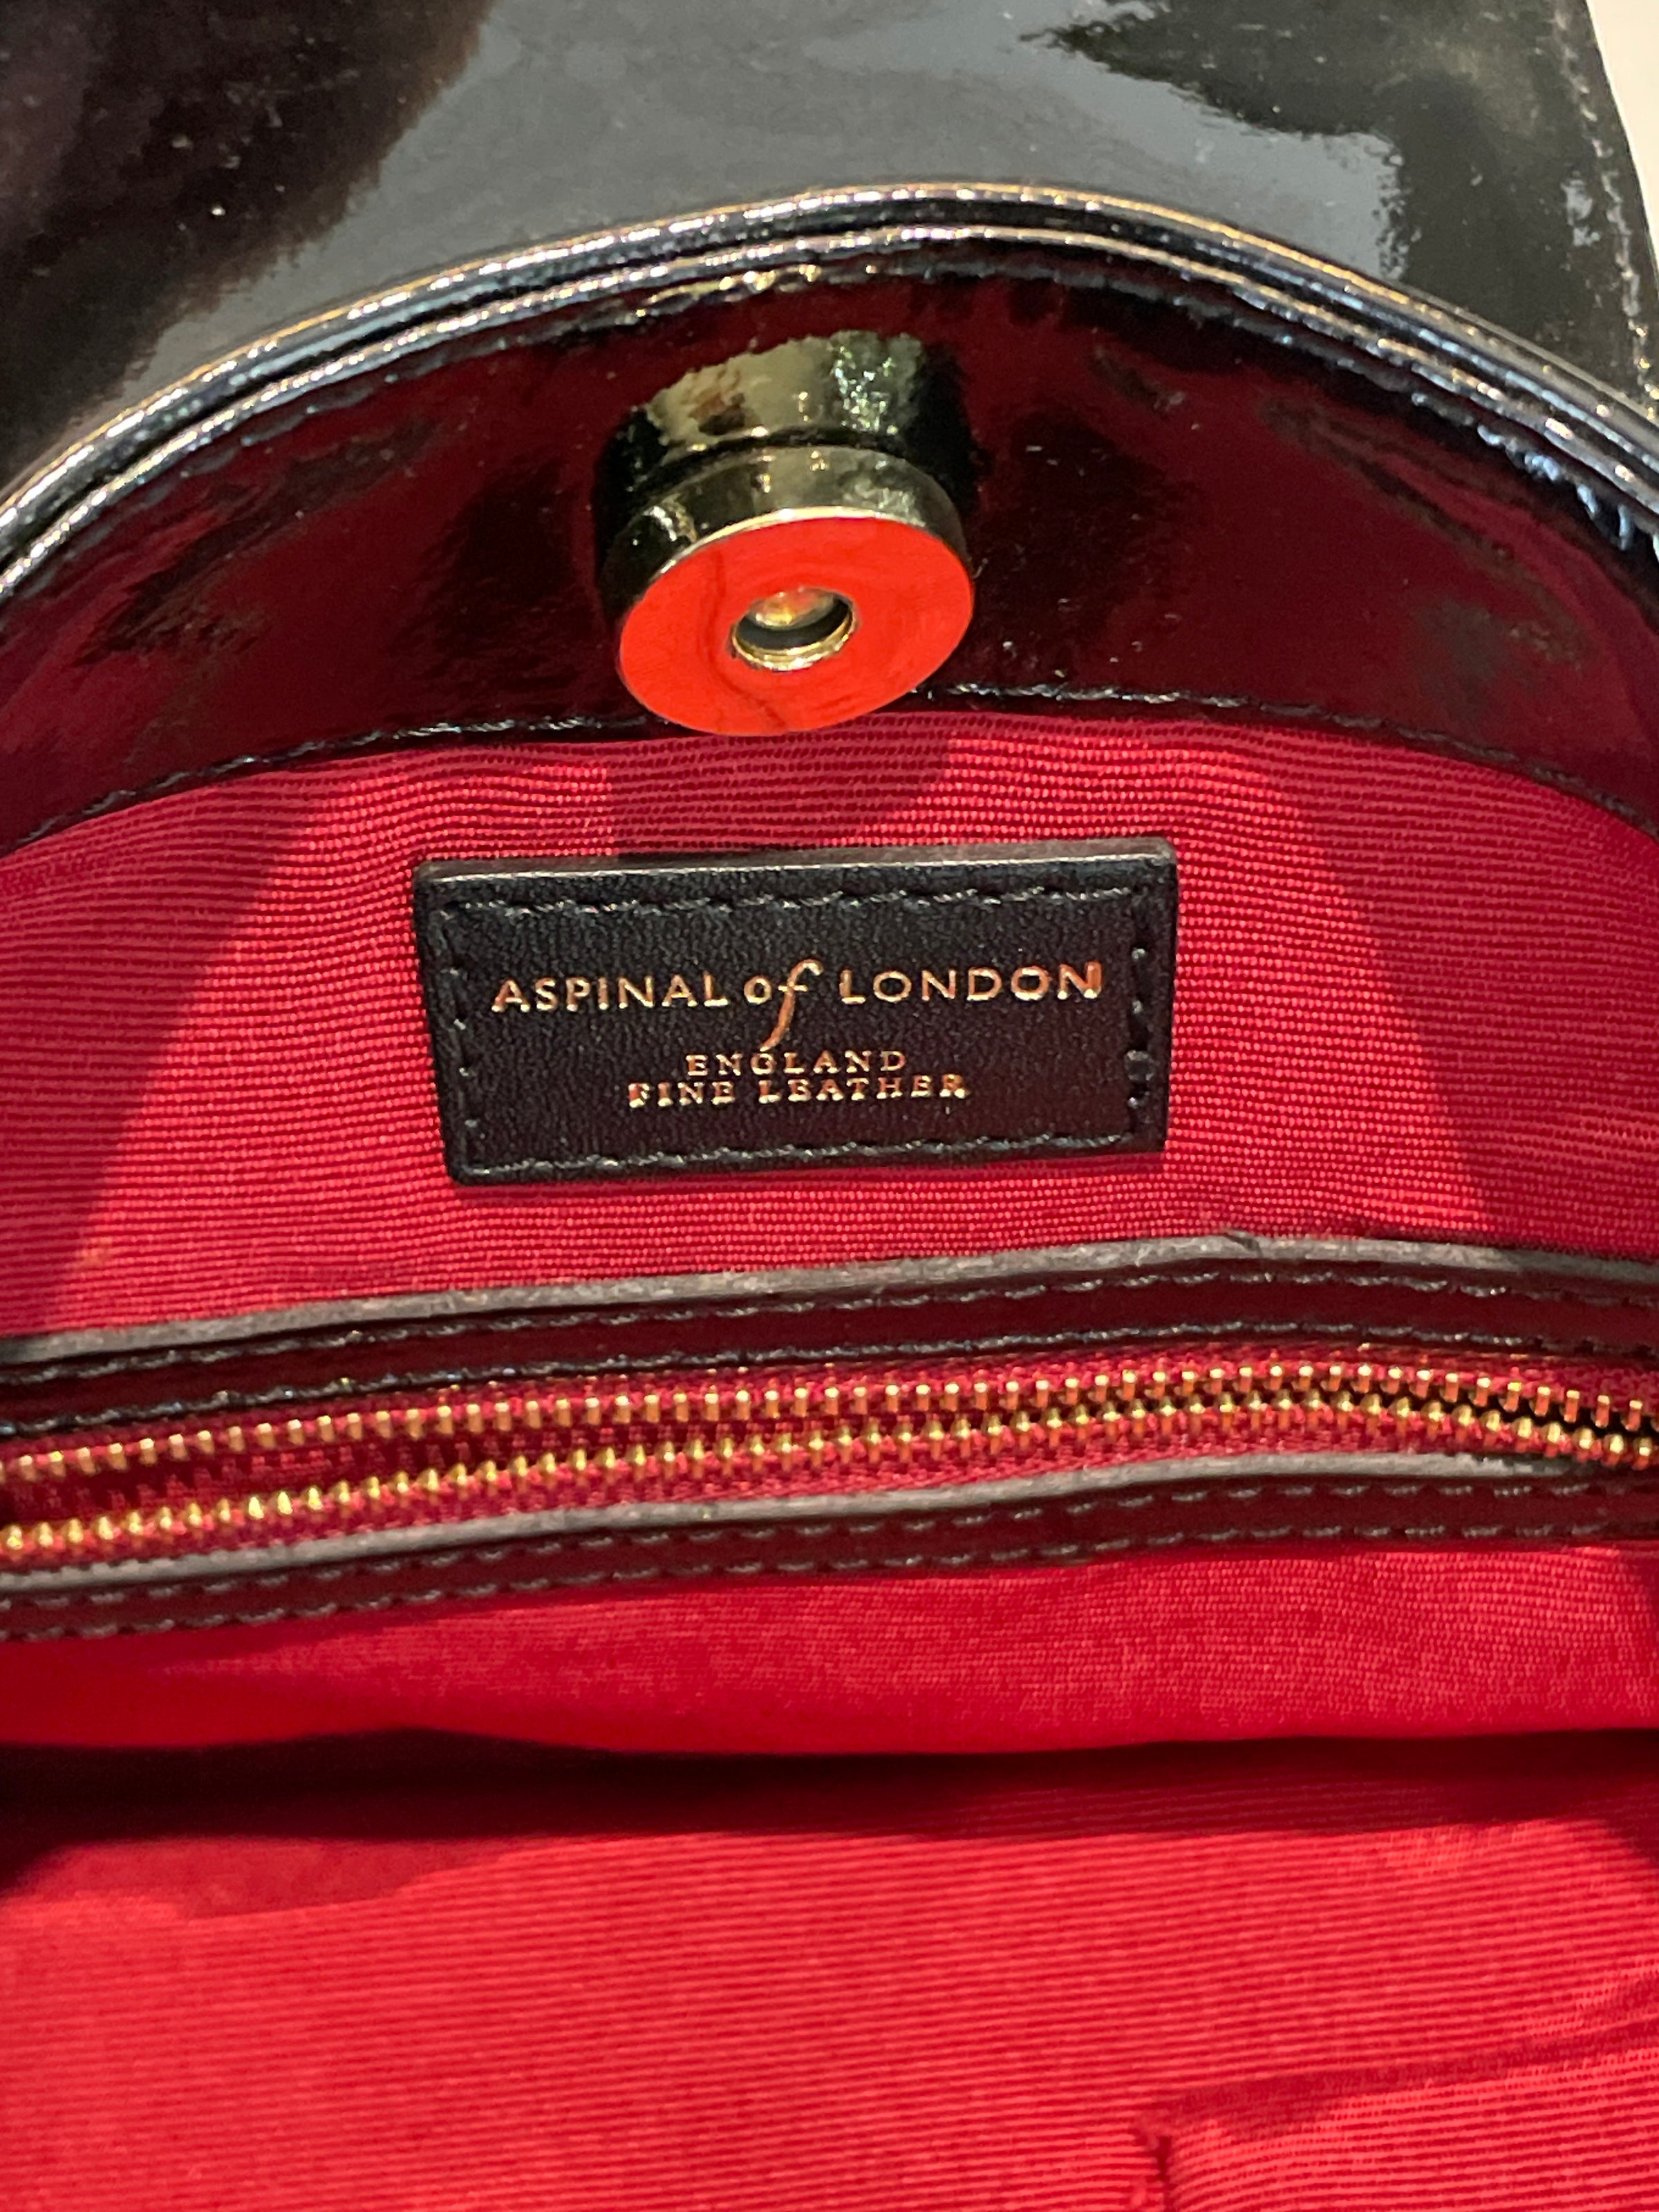 ASPINAL of LONDON
ENGLAND
FINE LEATHER